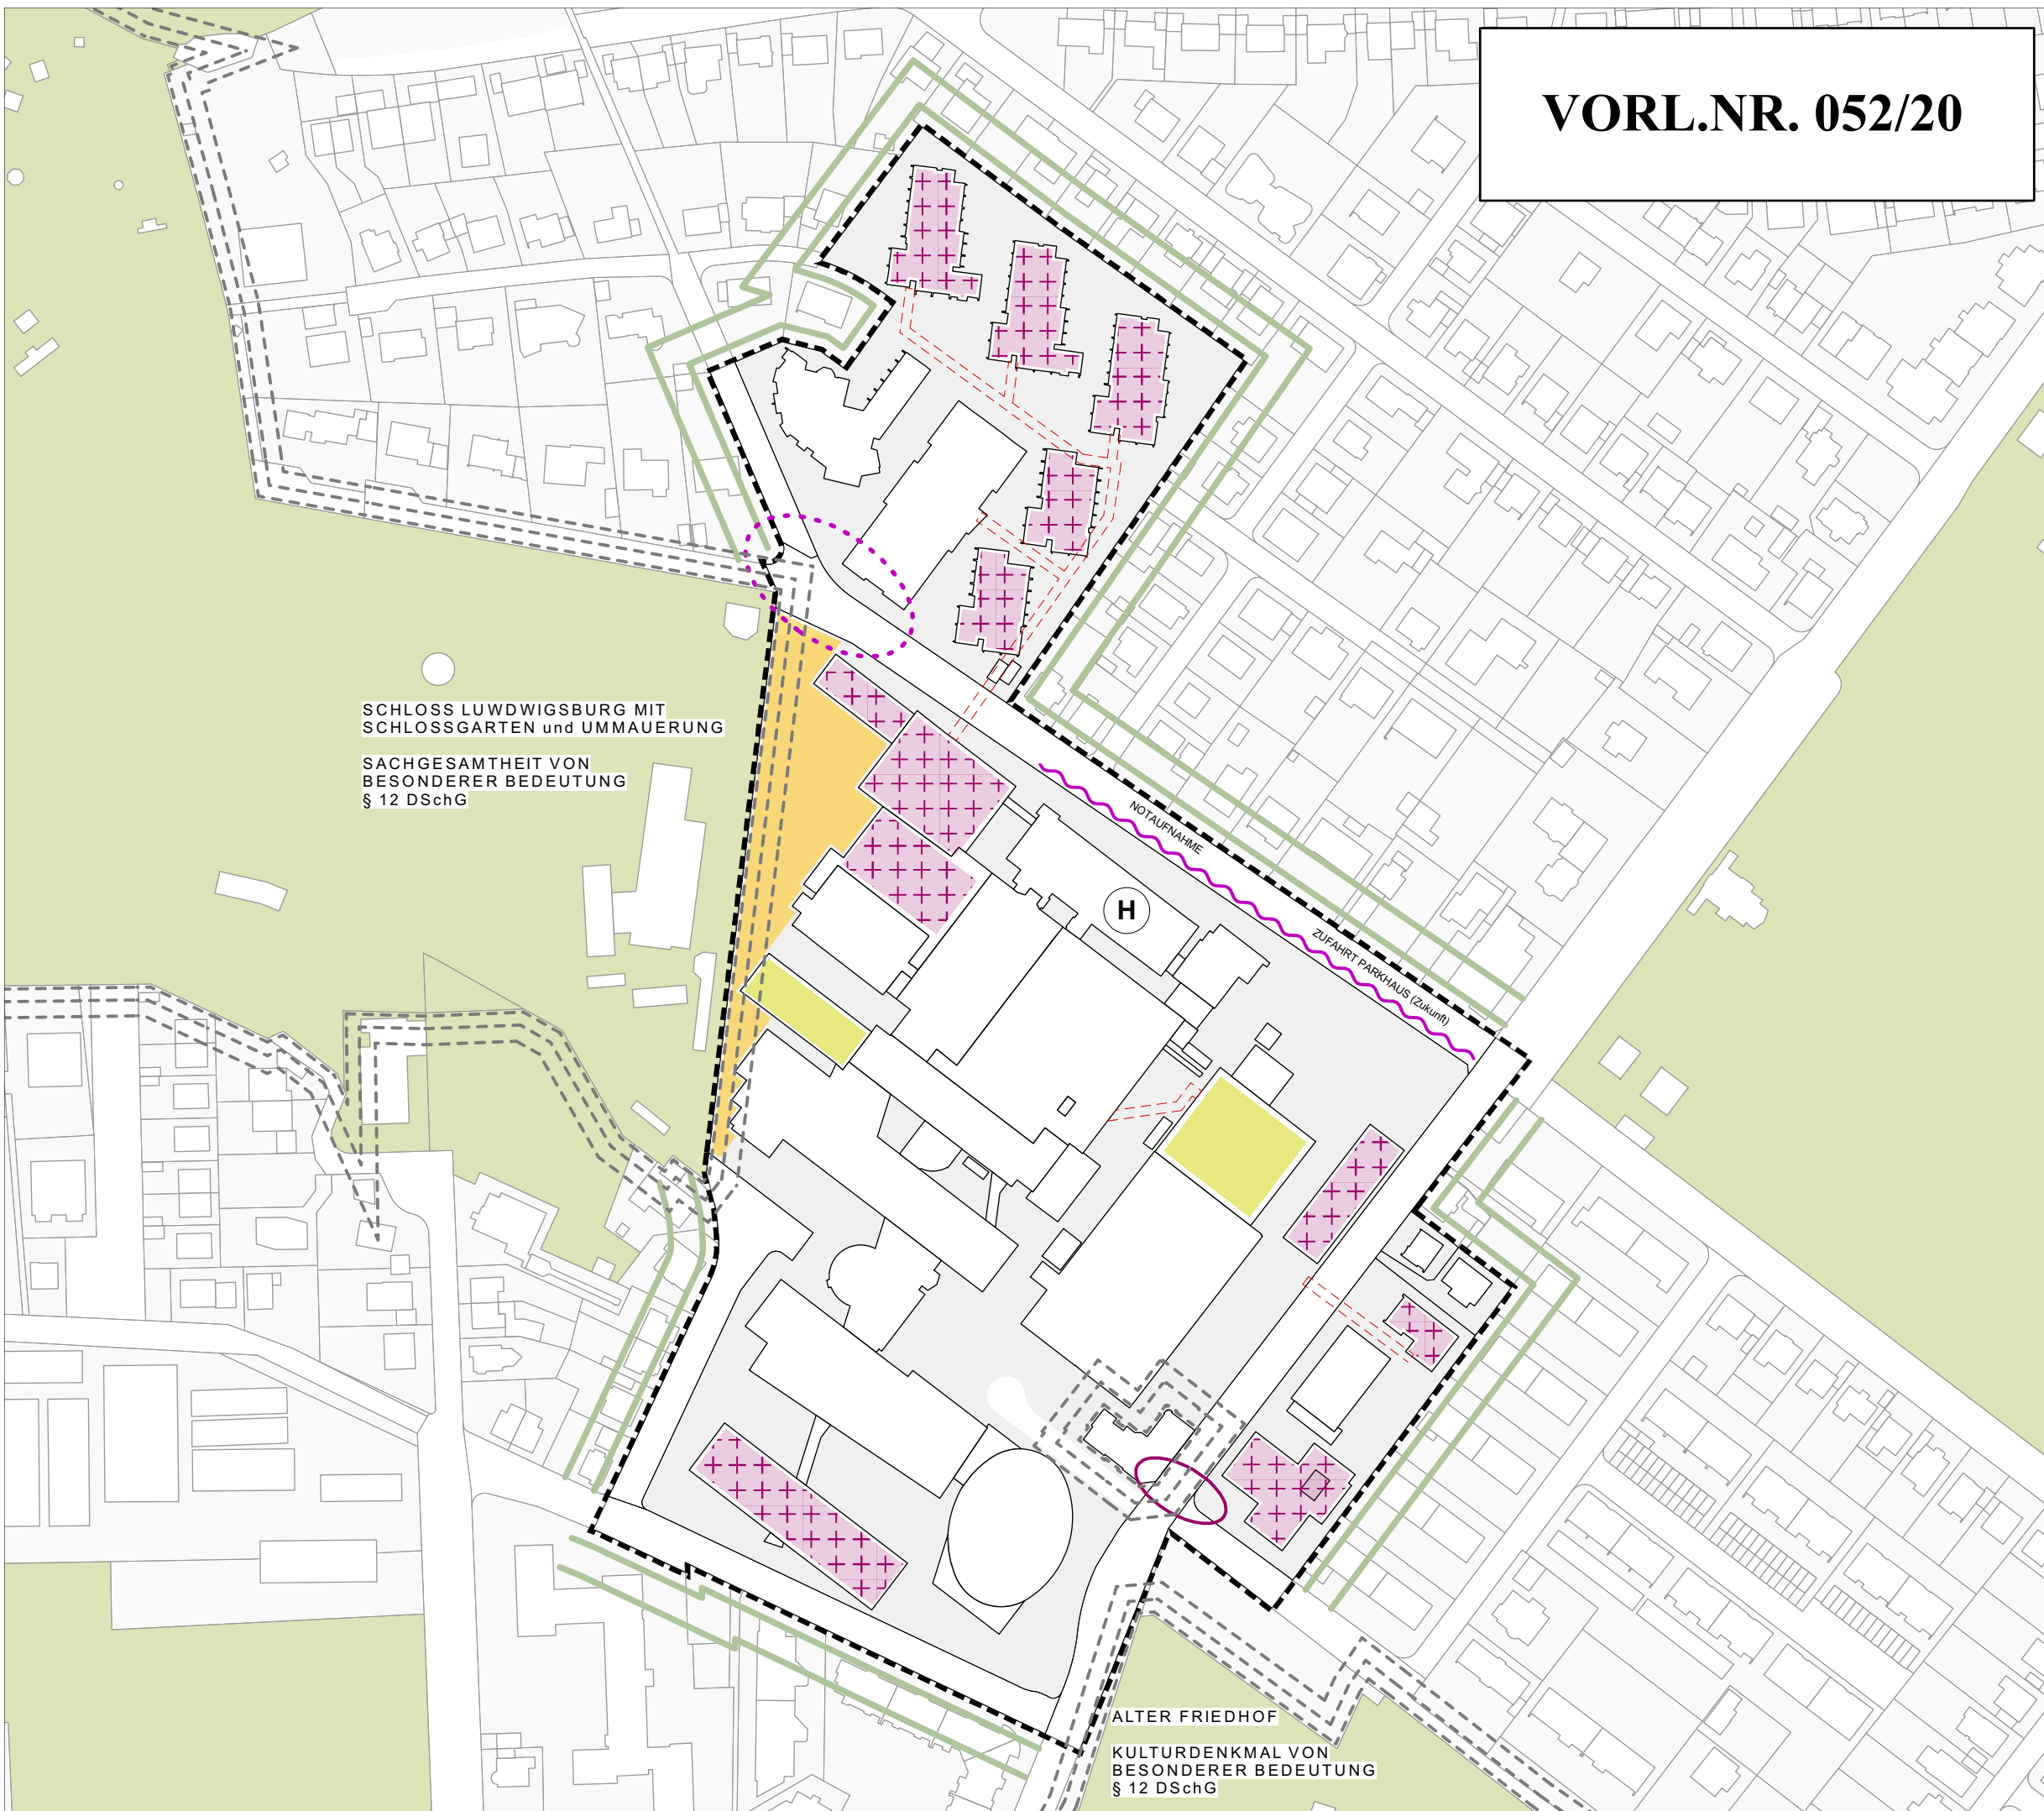 VORL.NR. 052/20
SCHLOSS LUWDWIGSBURG MIT
SCHLOSSGARTEN und UMMAUERUNG
SACHGESAMTHEIT VON
BESONDERER BEDEUTUNG
§ 12 DSchG
NOTAUFNAHME
H
ZUFAHRT PARKHAUS (Zukunft)
ALTER FRIEDHOF
KULTURDENKMAL VON
BESONDERER BEDEUTUNG
§ 12 DSchG